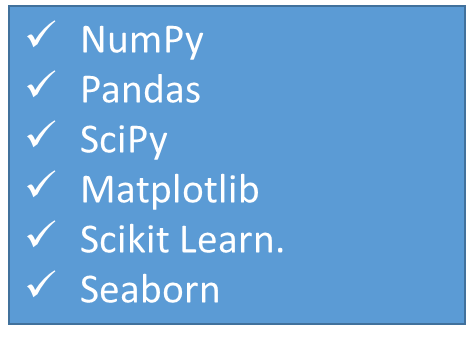 ✓ NumPy
✓ Pandas
✓ SciPy
✓ Matplotlib
✓ Scikit Learn.
✓ Seaborn